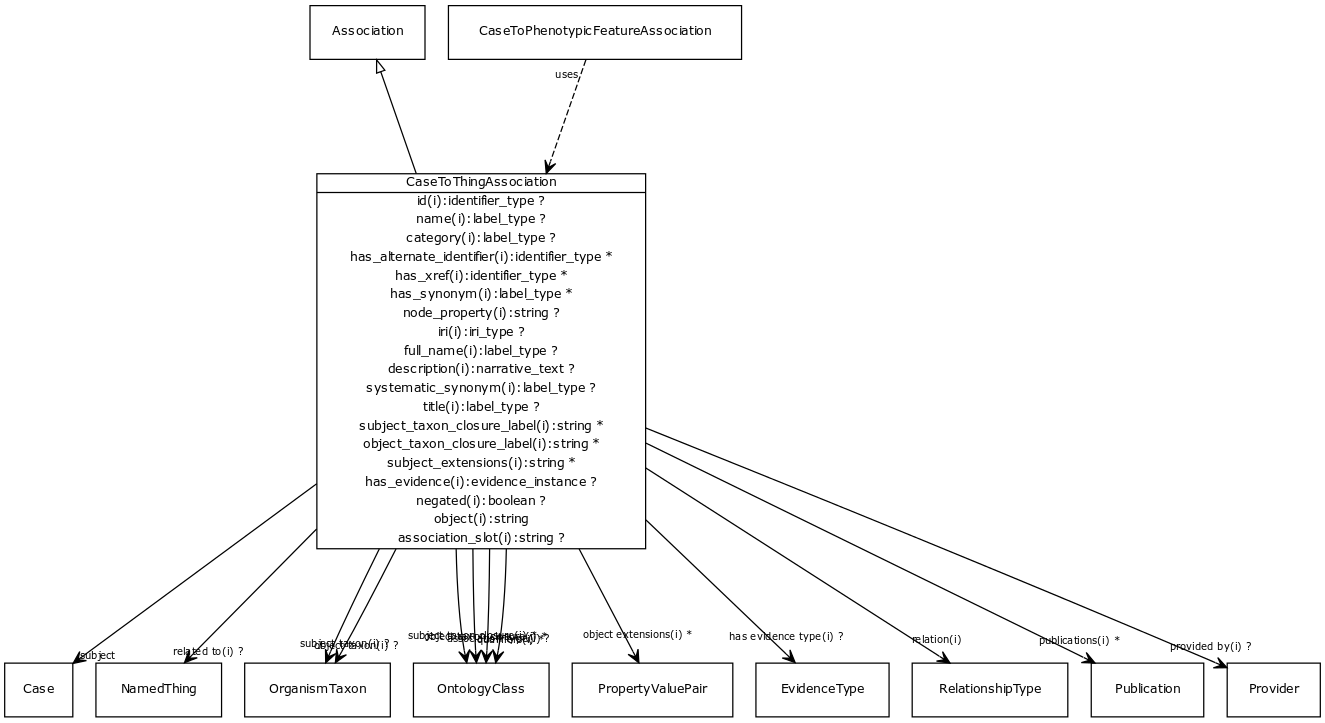 Association
CaseToPhenotypicFeatureAssociation
uses
CaseToThingAssociation
id(i):identifier_type ?
name(i):label_type ?
category(i):label_type ?
has_alternate_identifier(i):identifier_type *
has_xref(i):identifier_type *
has_synonym(i):label_type *
node_property(i):string ?
iri(i):iri_type ?
full_name(i):label_type ?
description(i):narrative_text ?
systematic_synonym(i):label_type ?
title(i):label_type ?
subject_taxon_closure_label(i):string *
object_taxon_closure_label(i):string *
subject_extensions(i):string *
has_evidence(i):evidence_instance ?
negated(i):boolean ?
object(i):string
association_slot(i):string ?
subject
related to(i) ?
subject taxon(i) ?
object taxon(i) ?
object extensions(i) *
has evidence type(i) ?
relation(i)
publications(i) *
provided by(i) ?
Case
NamedThing
OrganismTaxon
OntologyClass
PropertyValuePair
EvidenceType
RelationshipType
Publication
Provider